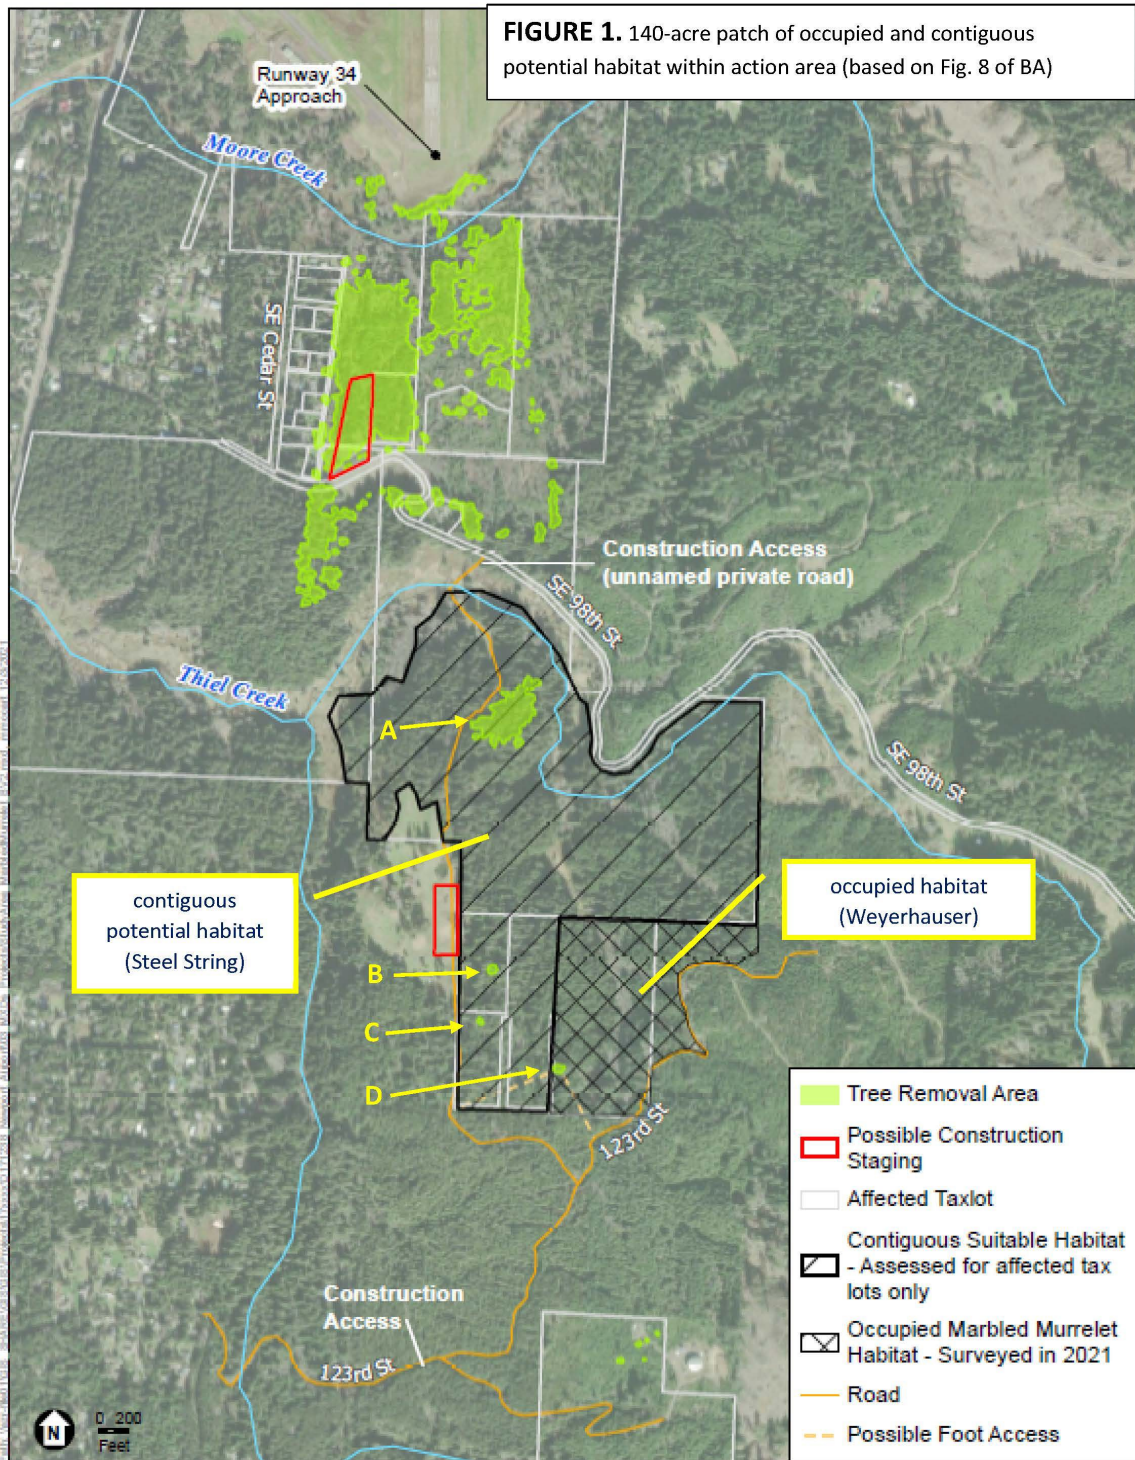 FIGURE 1. 140-acre patch of occupied and contiguous
potential habitat within action area (based on Fig. 8 of BA)
Runway 34
Approach
Moore Creek
SE Cedar St
Construction Access
(unnamed private road)
SE 98th St
Thiel Creek
A
SE 98th St
contiguous
potential habitat
(Steel String)
occupied habitat
(Weyerhauser)
B
C
D
123rd St
Construction
Access
123rd St
N
0 200
Feet
Tree Removal Area
Possible Construction
Staging
Affected Taxlot
Contiguous Suitable Habitat
- Assessed for affected tax
lots only
Occupied Marbled Murrelet
Habitat - Surveyed in 2021
Road
Possible Foot Access